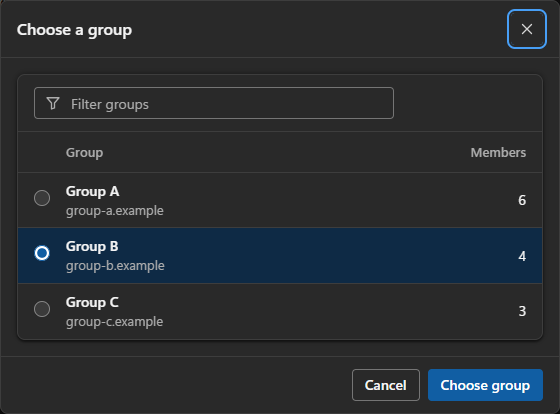 Choose a group
Filter groups
Group Members
Group A
group-a.example
6
Group B
group-b.example
4
Group C
group-c.example
3
Cancel Choose group